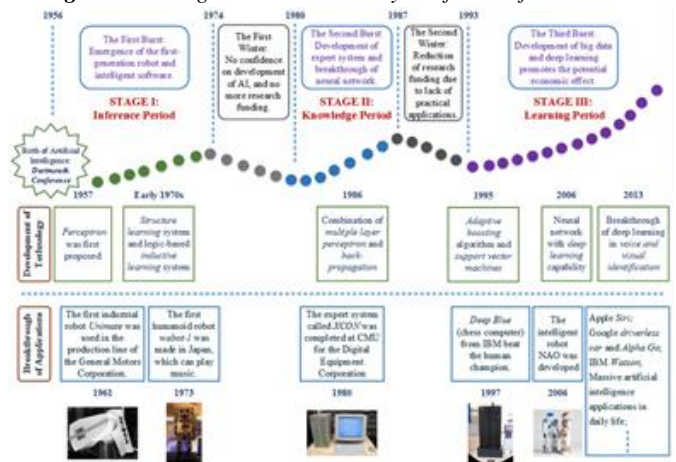 1956
1974
1980
1987
1993
The First Burst:
Emergence of the first-
generation robot and
intelligent software.
The First
Winter:
No confidence
on development
of AI, and no
more research
funding.
The Second Burst:
Development of
expert system and
breakthrough of
neural network.
The Second
Winter:
Reduction
of research
funding due
to lack of
practical
applications.
The Third Burst:
Development of big data
and deep learning
promotes the potential
economic effect.
STAGE I:
Inference Period
STAGE II:
Knowledge Period
STAGE III:
Learning Period
Birth of Artificial
Intelligence:
Dartmouth
Conference
1957
Early 1970s
1986
1995
2006
2013
Development of
Technology
Perceptron
was first
proposed
Structure
learning system
and logic-based
inductive
learning system
Combination of
multiple layer
perceptron and
back-
propagation
Adaptive
boosting
algorithm and
support vector
machines
Neural
network
with deep
learning
capability
Breakthrough
of deep learning
in voice and
visual
identification
Breakthrough
of Applications
The first industrial
robot Unimate was
used in the
production line of
the General Motors
Corporation.
The first
humanoid robot
wabot-1 was
made in Japan,
which can play
music.
The expert system
called
was
completed at CMU
for the Digital
Equipment
Corporation
Deep Blue
(chess computer)
from IBM beat
the human
champion.
The
intelligent
robot
NAO was
developed
Apple Siri;
Google driverless
car and Alpha Go;
IBM Watson;
Massive artificial
intelligence
applications in
daily life;
1961
1973
1980
1997
2006